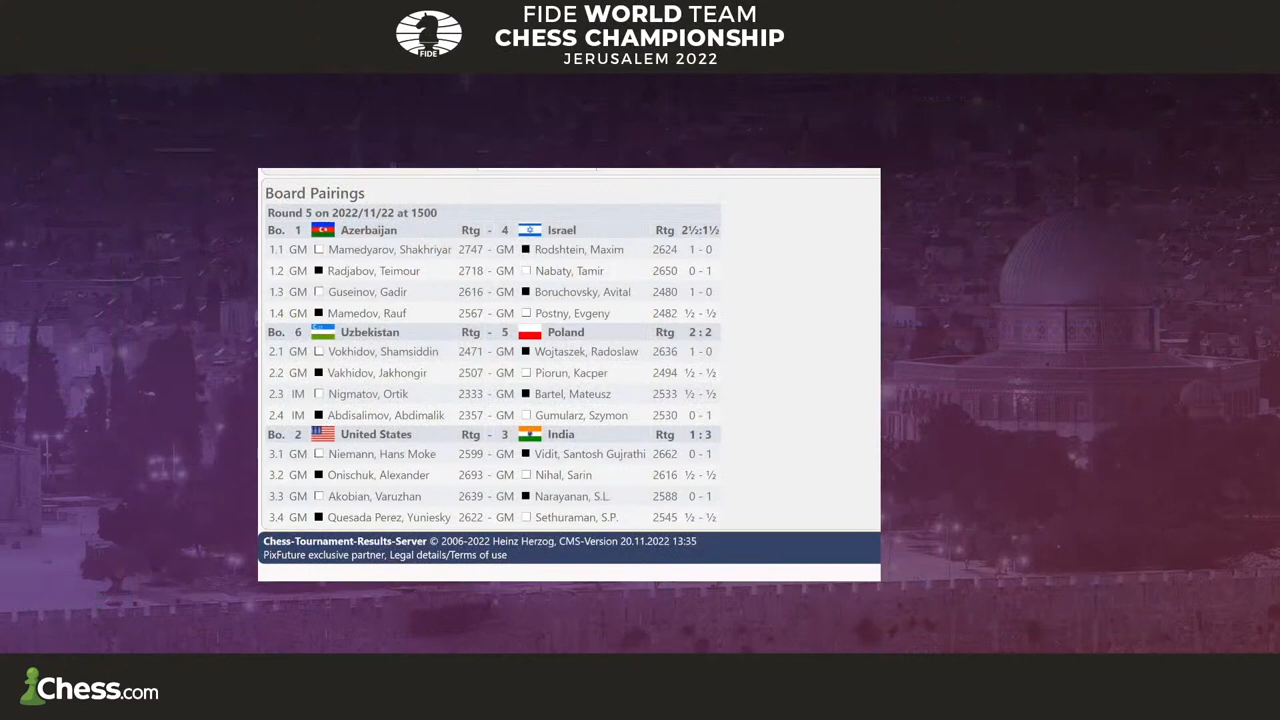 FIDE WORLD TEAM
CHESS CHAMPIONSHIP
JERUSALEM 2022
FIDE
Board Pairings
Round 5 on 2022/11/22 at 1500
Bo. 1 Azerbaijan Rtg - 4 Israel Rtg 2½:1½
1.1 GM Mamedyarov, Shakhriyar 2747 - GM Rodshtein, Maxim 2624 1 - 0
1.2 GM Radjabov, Teimour 2718 - GM Nabaty, Tamir 2650 0 - 1
1.3 GM Guseinov, Gadir 2616 - GM Boruchovsky, Avital 2480 1 - 0
1.4 GM Mamedov, Rauf 2567 - GM Postny, Evgeny 2482 ½ - ½
Bo. 6 Uzbekistan Rtg - 5 Poland Rtg 2 : 2
2.1 GM Vokhidov, Shamsiddin 2471 - GM Wojtaszek, Radoslaw 2636 1 - 0
2.2 GM Vakhidov, Jakhongir 2507 - GM Piorun, Kacper 2494 ½ - ½
2.3 IM Nigmatov, Ortik 2333 - GM Bartel, Mateusz 2533 ½ - ½
2.4 IM Abdisalimov, Abdimalik 2357 - GM Gumularz, Szymon 2530 0 - 1
Bo. 2 United States Rtg - 3 India Rtg 1 : 3
3.1 GM Niemann, Hans Moke 2599 - GM Vidit, Santosh Gujrathi 2662 0 - 1
3.2 GM Onischuk, Alexander 2693 - GM Nihal, Sarin 2616 ½ - ½
3.3 GM Akobian, Varuzhan 2639 - GM Narayanan, S.L. 2588 0 - 1
3.4 GM Quesada Perez, Yuniesky 2622 - GM Sethuraman, S.P. 2545 ½ - ½
Chess-Tournament-Results-Server © 2006-2022 Heinz Herzog, CMS-Version 20.11.2022 13:35
PixFuture exclusive partner, Legal details/Terms of use
Chess.com